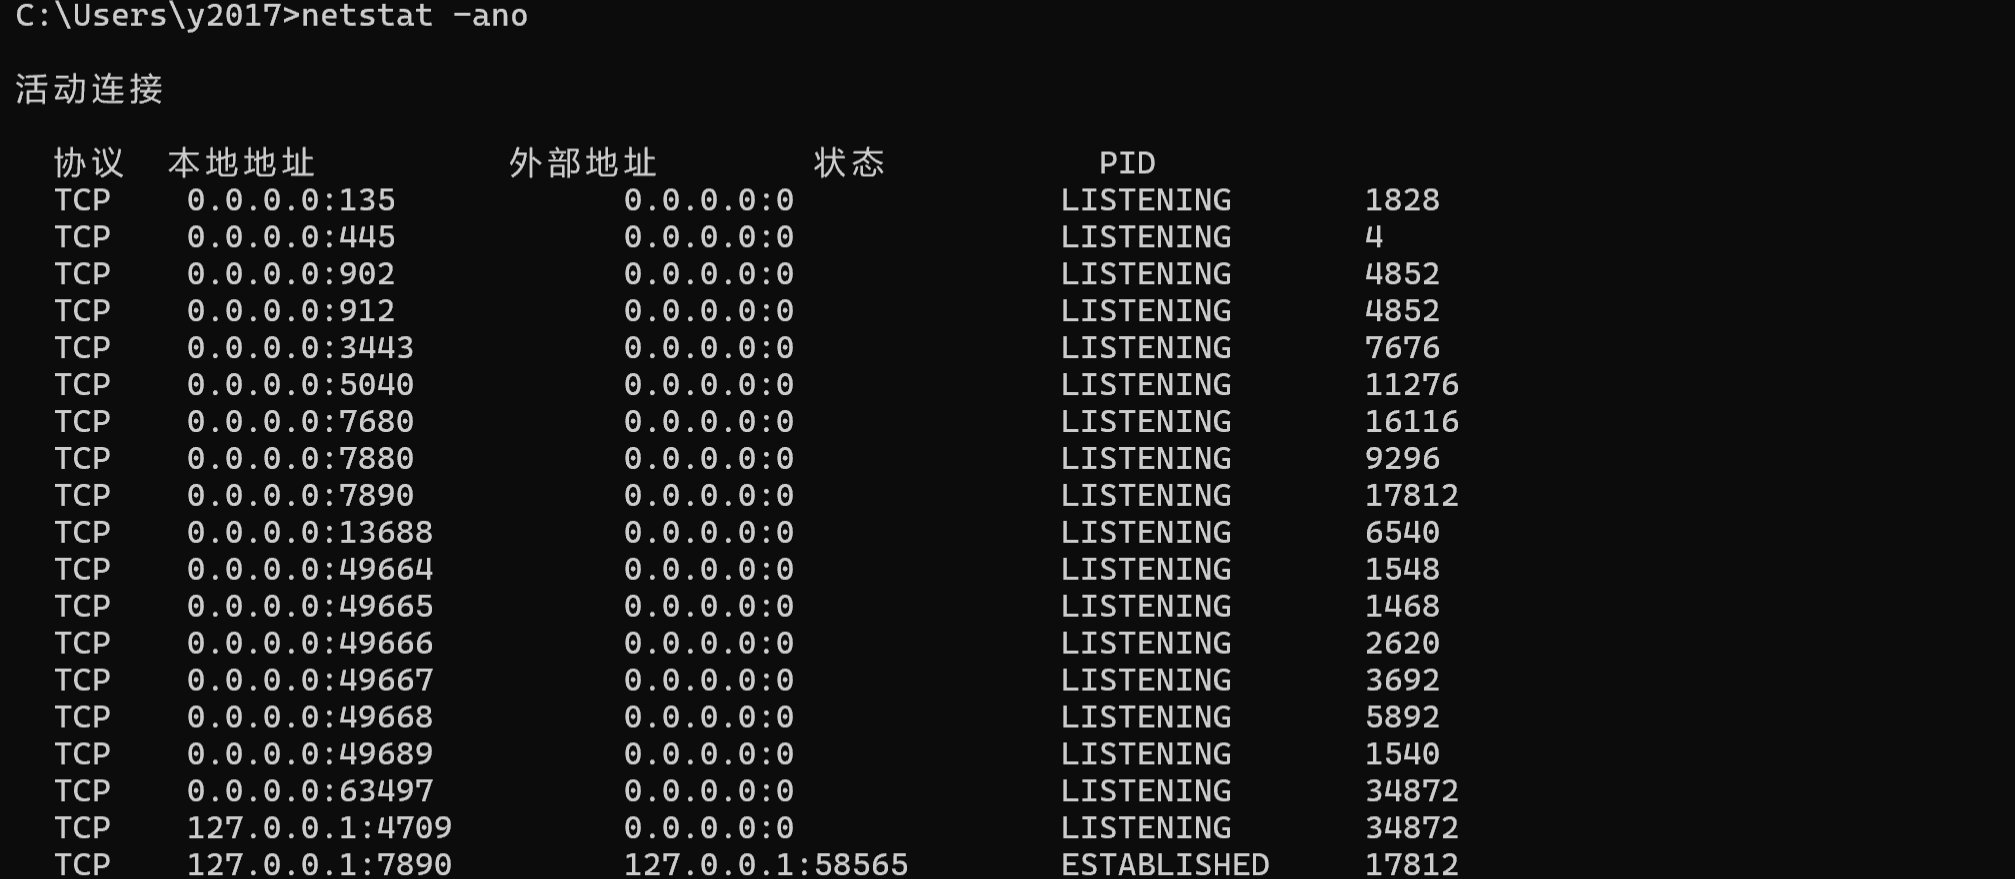 C:\Users\y2017>netstat -ano
活动连接
协议 本地地址 外部地址 状态 PID
TCP 0.0.0.0:135 0.0.0.0:0 LISTENING 1828
TCP 0.0.0.0:445 0.0.0.0:0 LISTENING 4
TCP 0.0.0.0:902 0.0.0.0:0 LISTENING 4852
TCP 0.0.0.0:912 0.0.0.0:0 LISTENING 4852
TCP 0.0.0.0:3443 0.0.0.0:0 LISTENING 7676
TCP 0.0.0.0:5040 0.0.0.0:0 LISTENING 11276
TCP 0.0.0.0:7680 0.0.0.0:0 LISTENING 16116
TCP 0.0.0.0:7880 0.0.0.0:0 LISTENING 9296
TCP 0.0.0.0:7890 0.0.0.0:0 LISTENING 17812
TCP 0.0.0.0:13688 0.0.0.0:0 LISTENING 6540
TCP 0.0.0.0:49664 0.0.0.0:0 LISTENING 1548
TCP 0.0.0.0:49665 0.0.0.0:0 LISTENING 1468
TCP 0.0.0.0:49666 0.0.0.0:0 LISTENING 2620
TCP 0.0.0.0:49667 0.0.0.0:0 LISTENING 3692
TCP 0.0.0.0:49668 0.0.0.0:0 LISTENING 5892
TCP 0.0.0.0:49689 0.0.0.0:0 LISTENING 1540
TCP 0.0.0.0:63497 0.0.0.0:0 LISTENING 34872
TCP 127.0.0.1:4709 0.0.0.0:0 LISTENING 34872
TCP 127.0.0.1:7890 127.0.0.1:58565 ESTABLISHED 17812